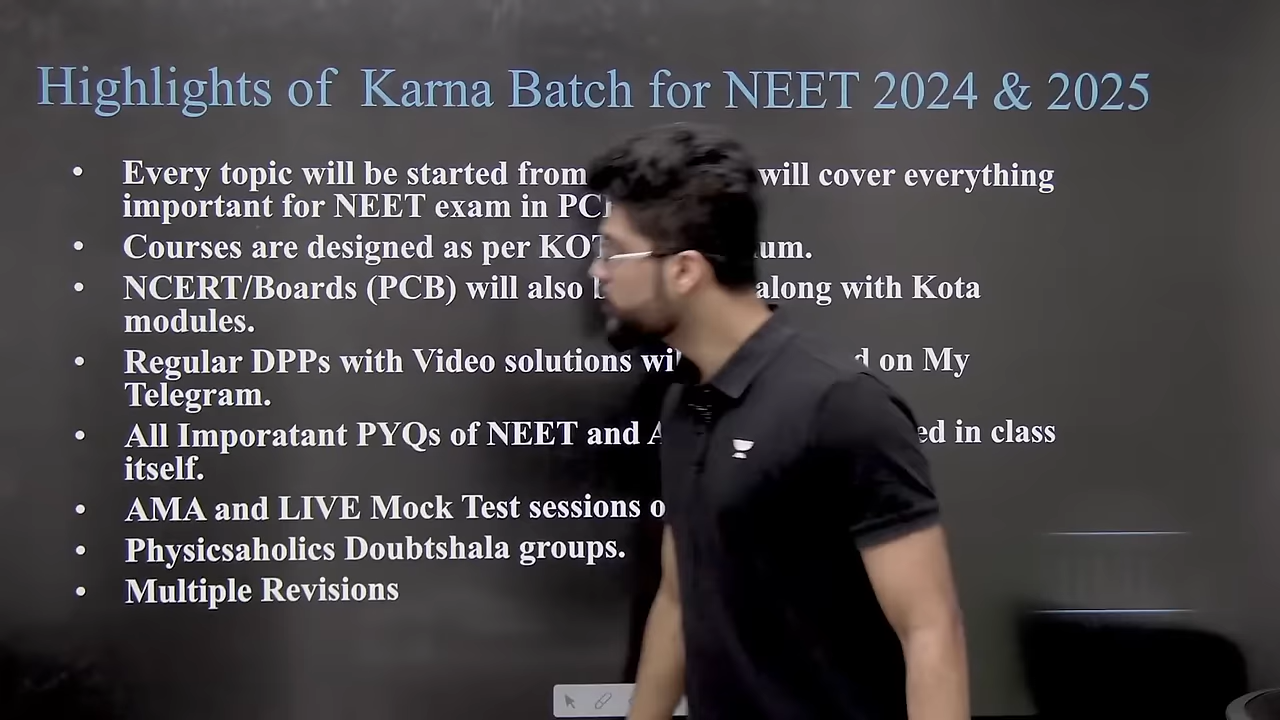 Highlights of Karna Batch for NEET 2024 & 2025
• Every topic will be started from will cover everything
important for NEET exam in
• Courses are designed as per
• NCERT/Boards (PCB) will also along with Kota
modules.
• Regular DPPs with Video solutions on My
Telegram.
• All Imporatant PYQs of NEET and in class
itself.
• AMA and LIVE Mock Test sessions
• Physicsaholics Doubtshala groups.
• Multiple Revisions